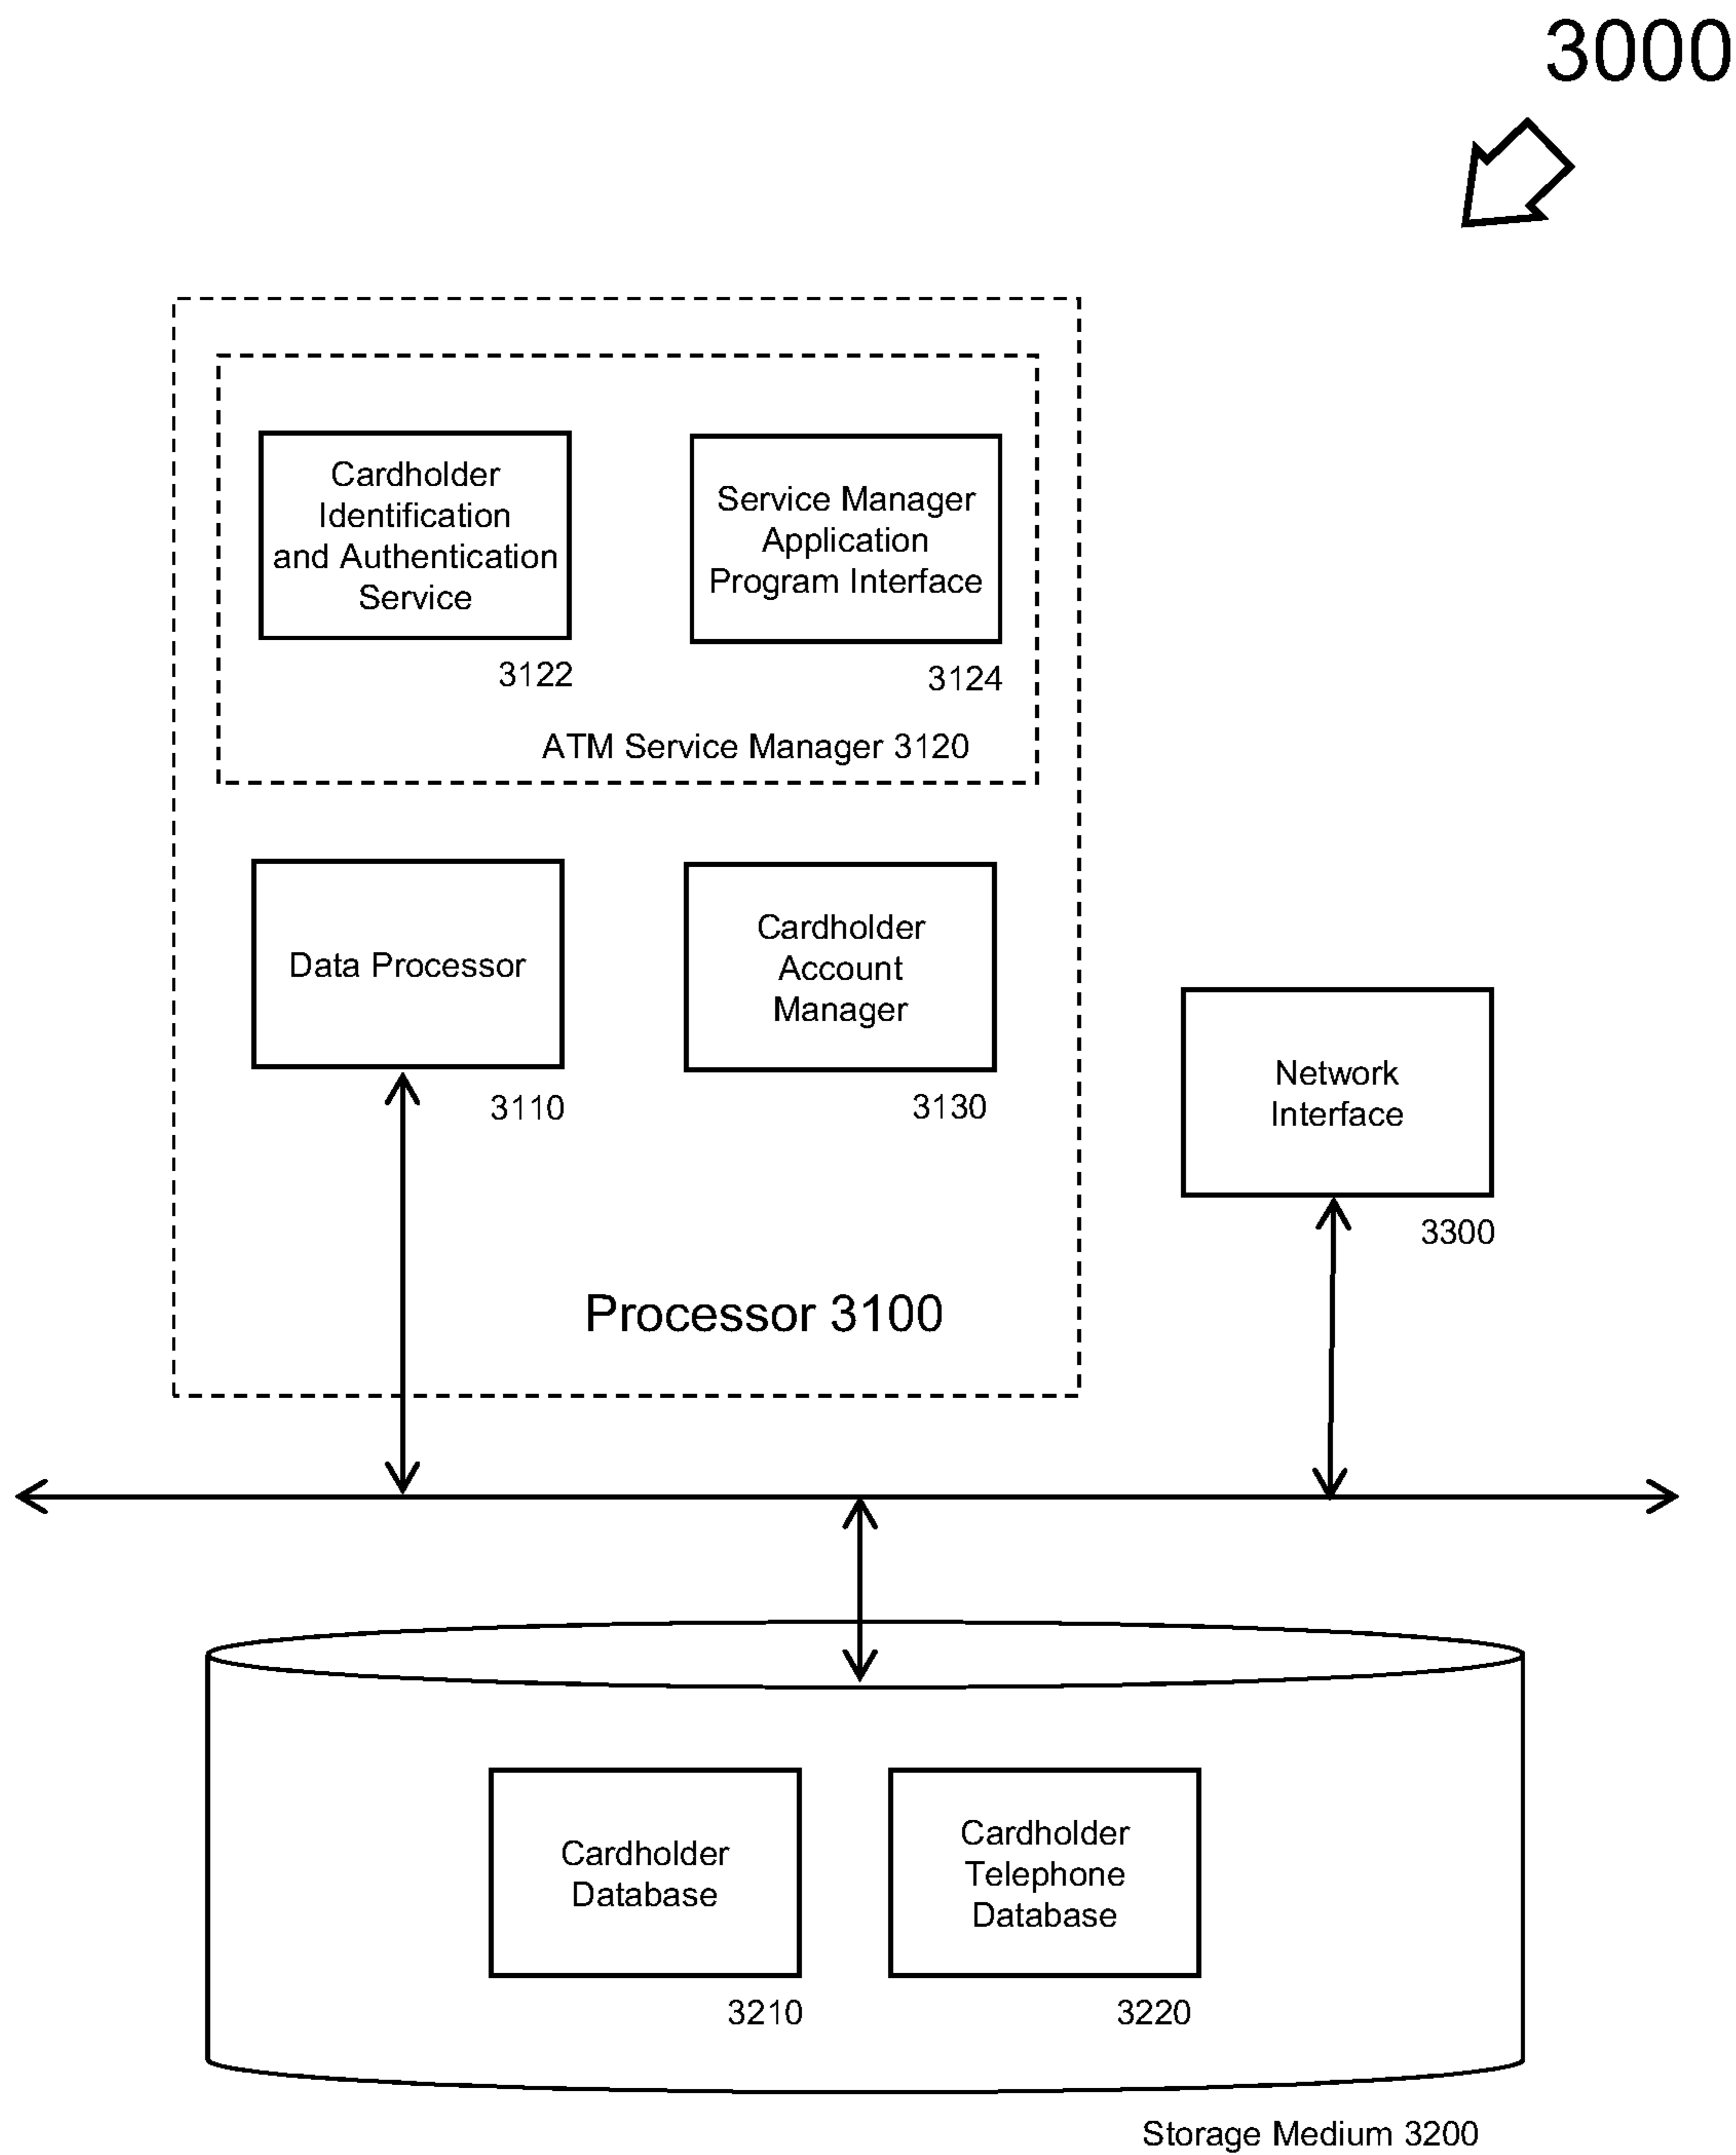 3000
Cardholder
Identification
and Authentication
Service
3122
Service Manager
Application
Program Interface
3124
ATM Service Manager 3120
Data Processor
3110
Cardholder
Account
Manager
3130
Network
Interface
3300
Processor 3100
Cardholder
Database
3210
Cardholder
Telephone
Database
3220
Storage Medium 3200